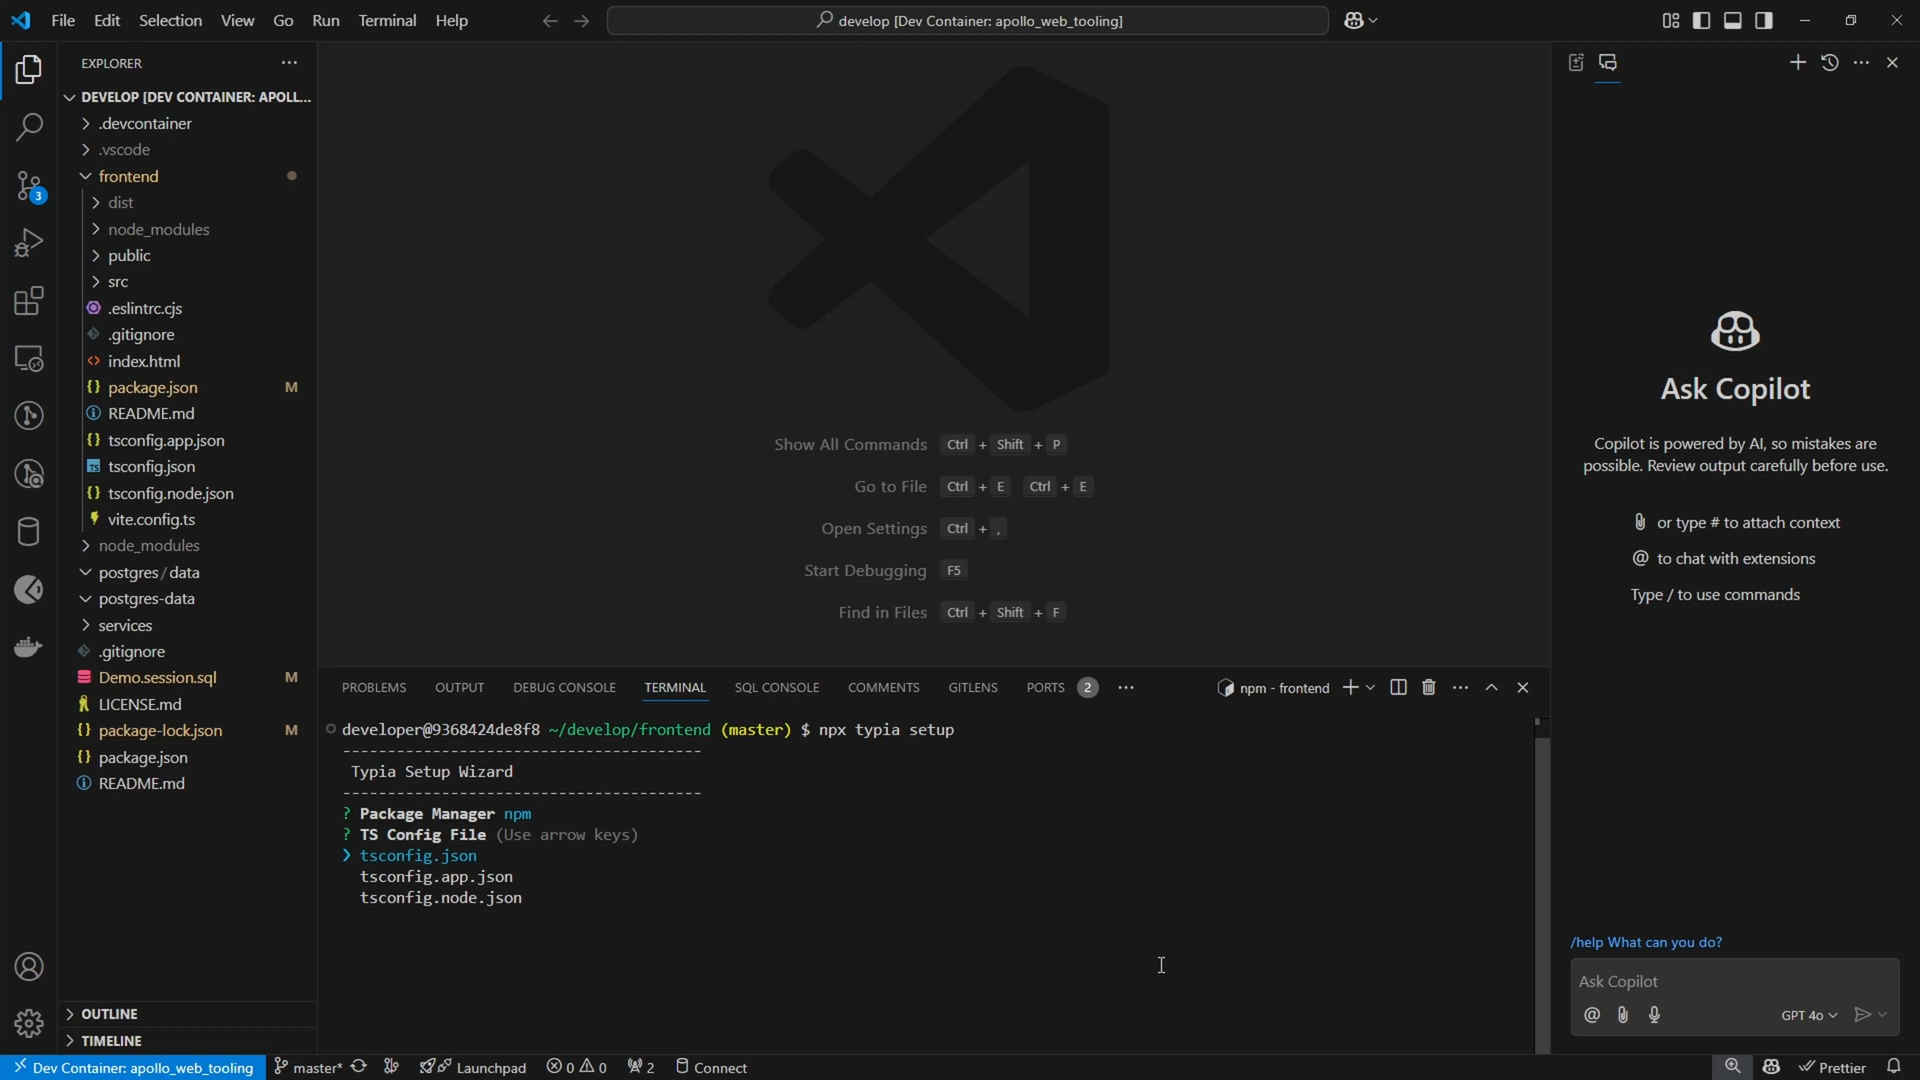 File Edit Selection View Go Run Terminal Help
develop [Dev Container: apollo_web_tooling]
EXPLORER
DEVELOP [DEV CONTAINER: APOLL...
.devcontainer
.vscode
frontend
dist
node_modules
public
src
.eslintrc.cjs
.gitignore
index.html
package.json M
README.md
tsconfig.app.json
tsconfig.json
tsconfig.node.json
vite.config.ts
node_modules
postgres / data
postgres-data
services
.gitignore
Demo.session.sql M
LICENSE.md
package-lock.json M
package.json
README.md
OUTLINE
TIMELINE
3
Show All Commands Ctrl + Shift + P
Go to File Ctrl + E Ctrl + E
Open Settings Ctrl + ,
Start Debugging F5
Find in Files Ctrl + Shift + F
PROBLEMS OUTPUT DEBUG CONSOLE TERMINAL SQL CONSOLE COMMENTS GITLENS PORTS 2
npm - frontend
developer@9368424de8f8 ~/develop/frontend (master) $ npx typia setup
----------------------------------------
Typia Setup Wizard
----------------------------------------
? Package Manager npm
? TS Config File (Use arrow keys)
❯ tsconfig.json
tsconfig.app.json
tsconfig.node.json
Ask Copilot
Copilot is powered by AI, so mistakes are
possible. Review output carefully before use.
or type # to attach context
@ to chat with extensions
Type / to use commands
/help What can you do?
Ask Copilot
@ GPT 4o
Dev Container: apollo_web_tooling master* Launchpad 0 0 2 Connect Prettier